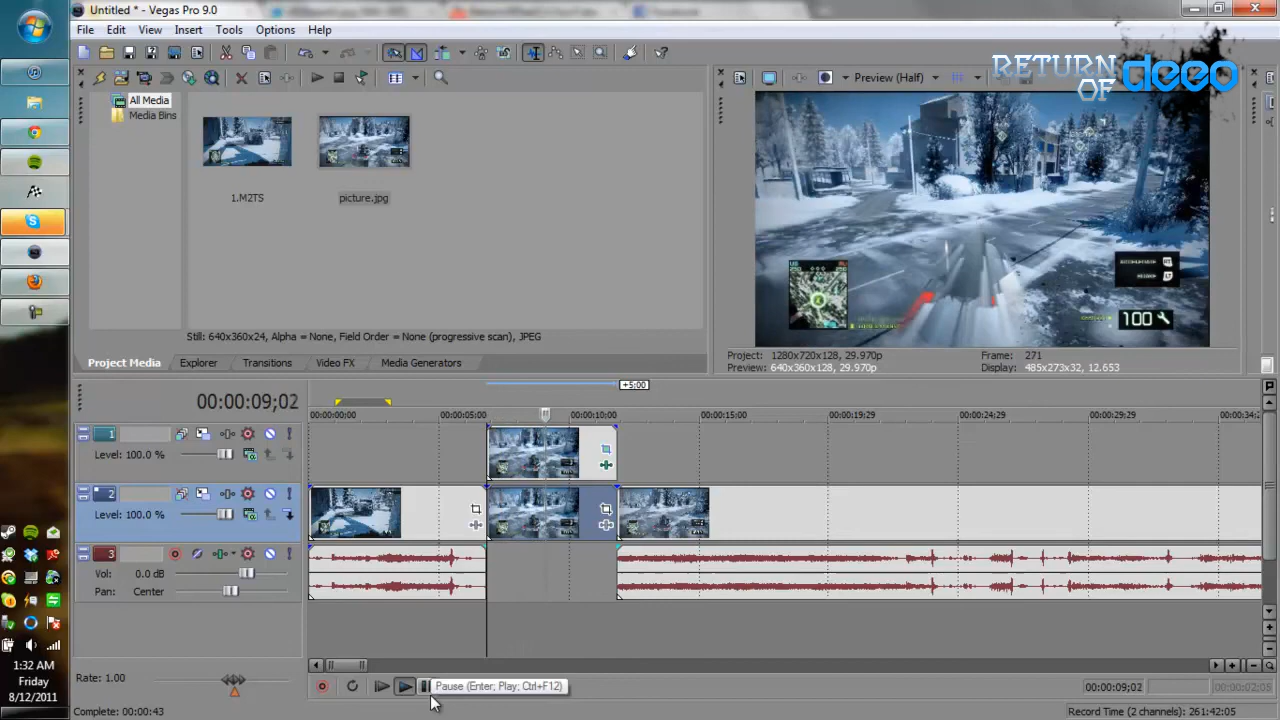 Untitled * - Vegas Pro 9.0
File Edit View Insert Tools Options Help
RETURN OF deeo
Preview (Half)
All Media
Media Bins
1.M2TS
picture.jpg
100
Still: 640x360x24, Alpha = None, Field Order = None (progressive scan), JPEG
Project Media Explorer Transitions Video FX Media Generators
Project: 1280x720x128, 29.970p
Frame: 271
Preview: 640x360x128, 29.970p
Display: 485x273x32, 12.653
+5:00
00:00:09;02
00:00:00;00 00:00:05;00 00:00:10;00 00:00:15;00 00:00:19;29 00:00:24;29 00:00:29;29 00:00:34;2
1
Level: 100.0 %
2
Level: 100.0 %
3
Vol: 0.0 dB
Pan: Center
Rate: 1.00
Pause (Enter; Play; Ctrl+F12)
00:00:09;02
00:00:02;05
Complete: 00:00:43
Record Time (2 channels): 261:42:05
1:32 AM
Friday
8/12/2011